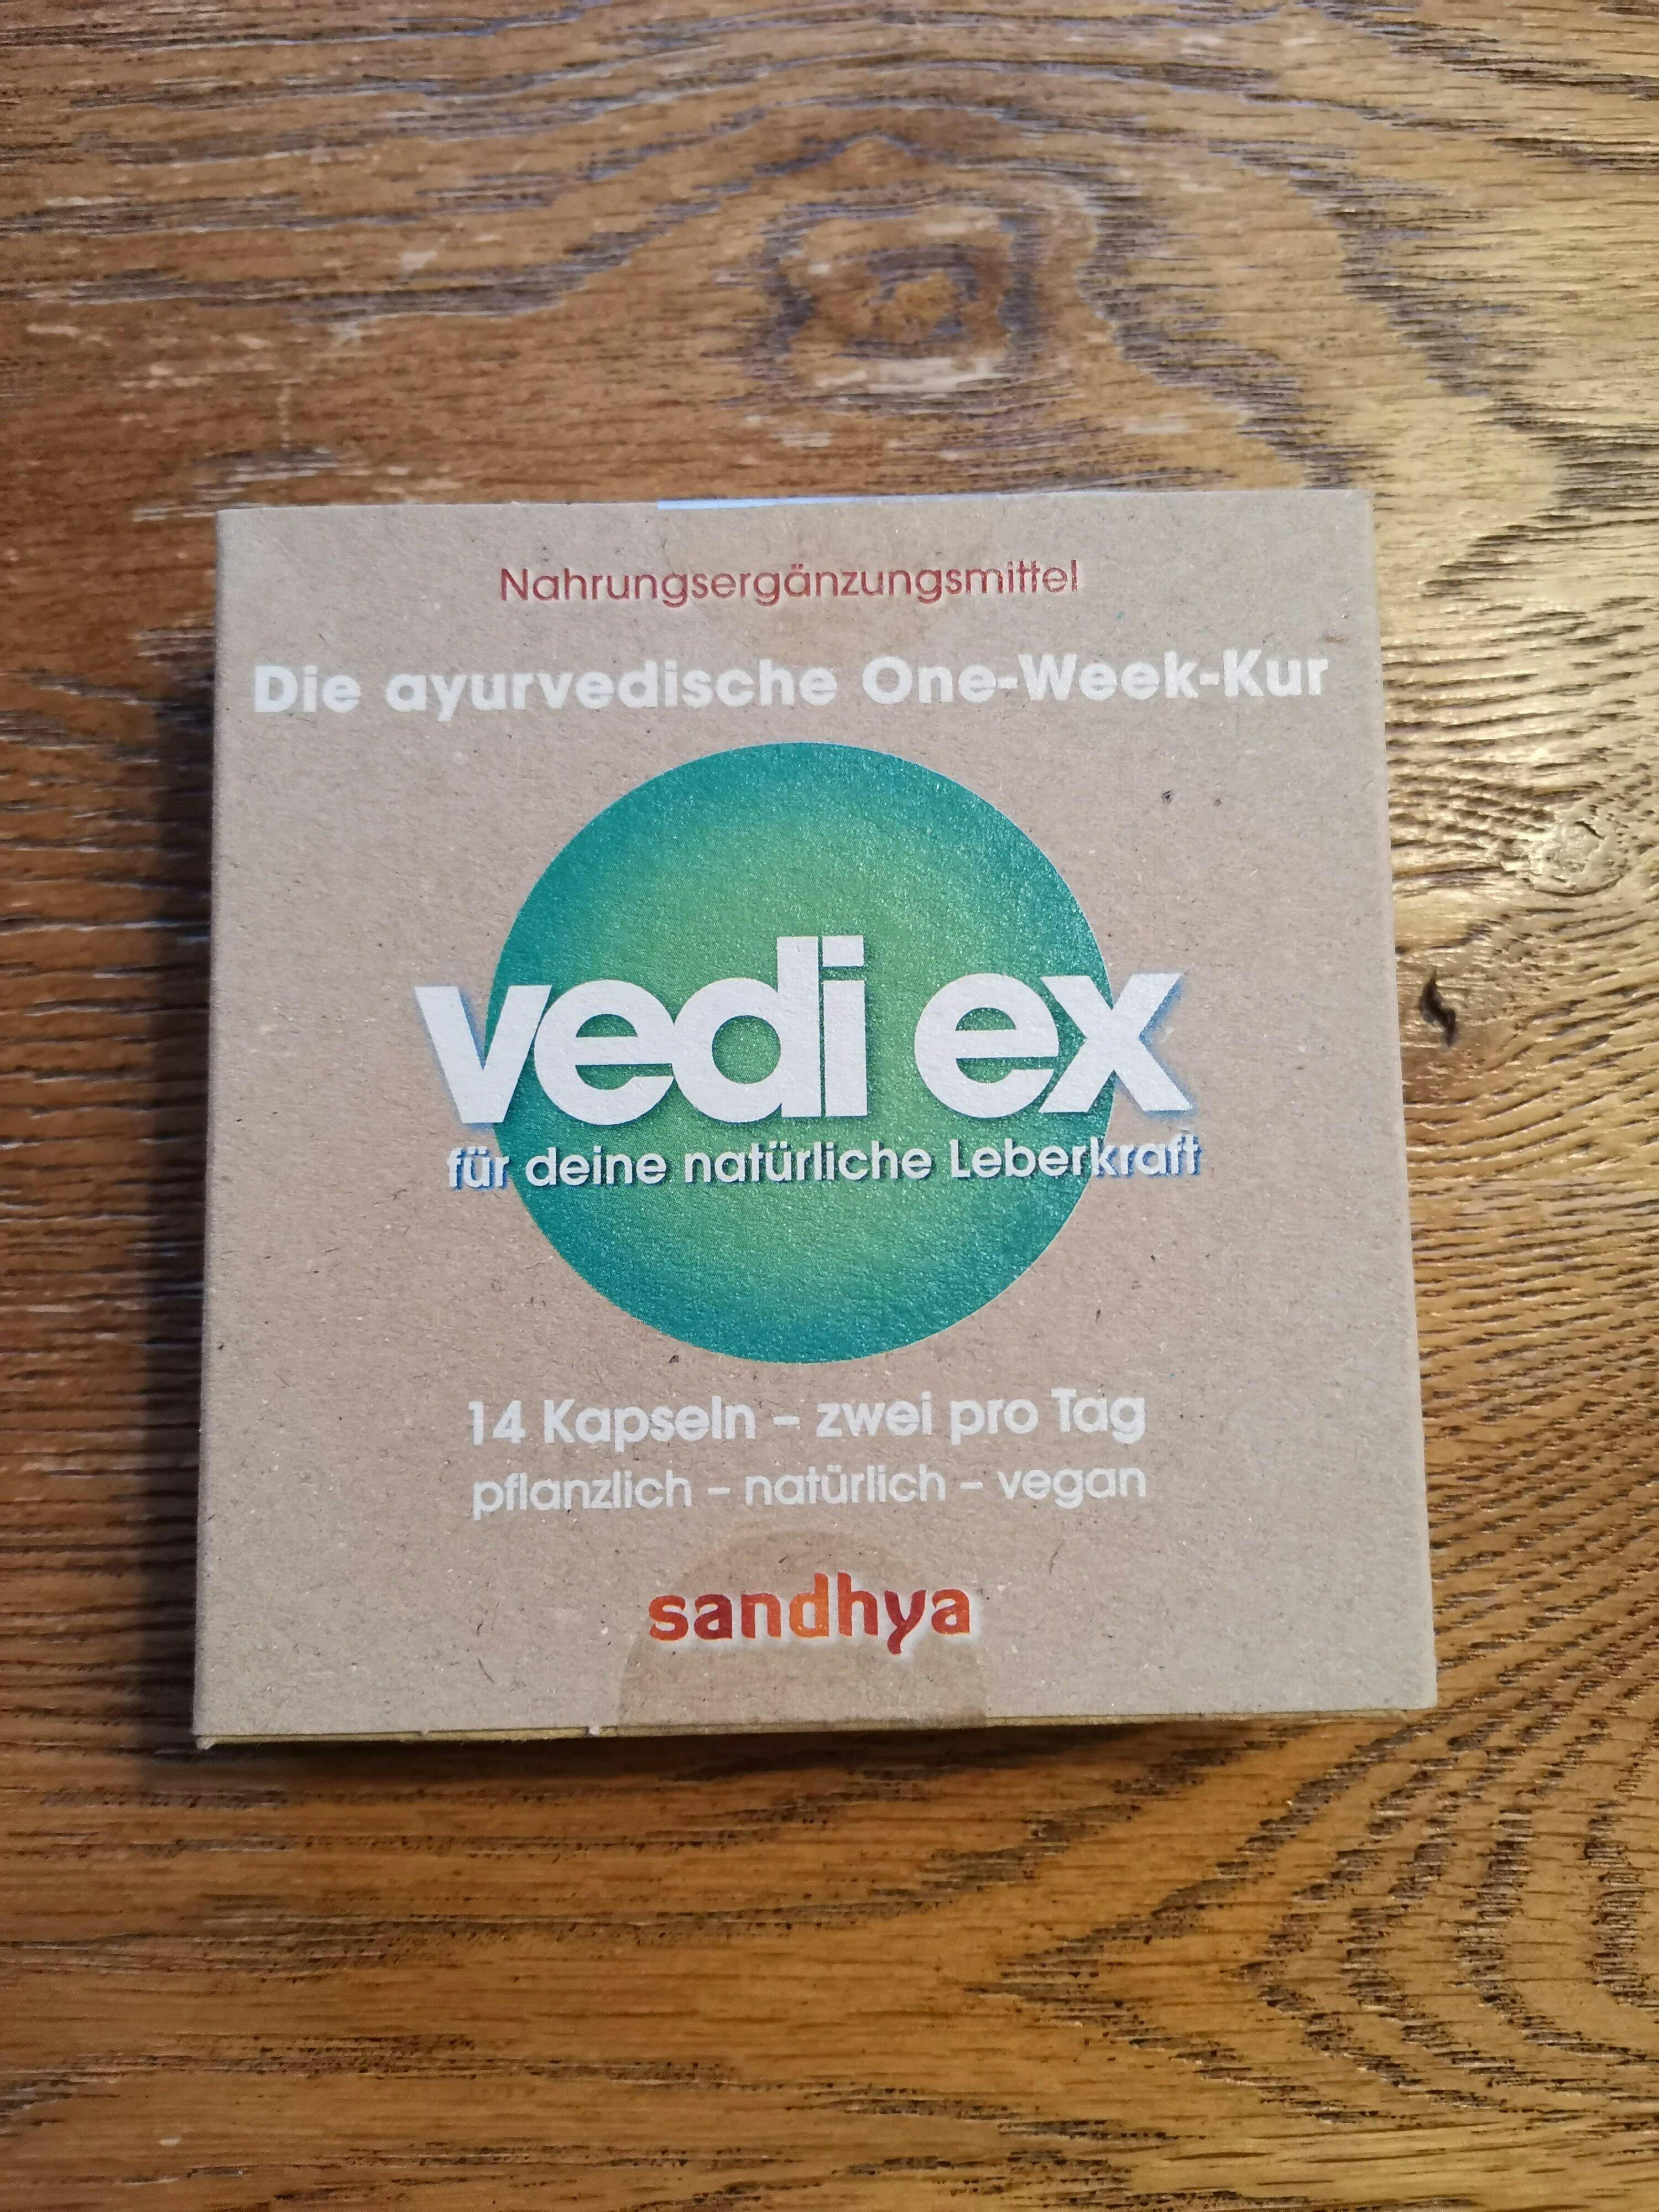 Nahrungsergänzungsmittel
Die ayurvedische One-Week-Kur
vedi ex
für deine natürliche Leberkraft
14 Kapseln – zwei pro Tag
pflanzlich – natürlich – vegan
sandhya